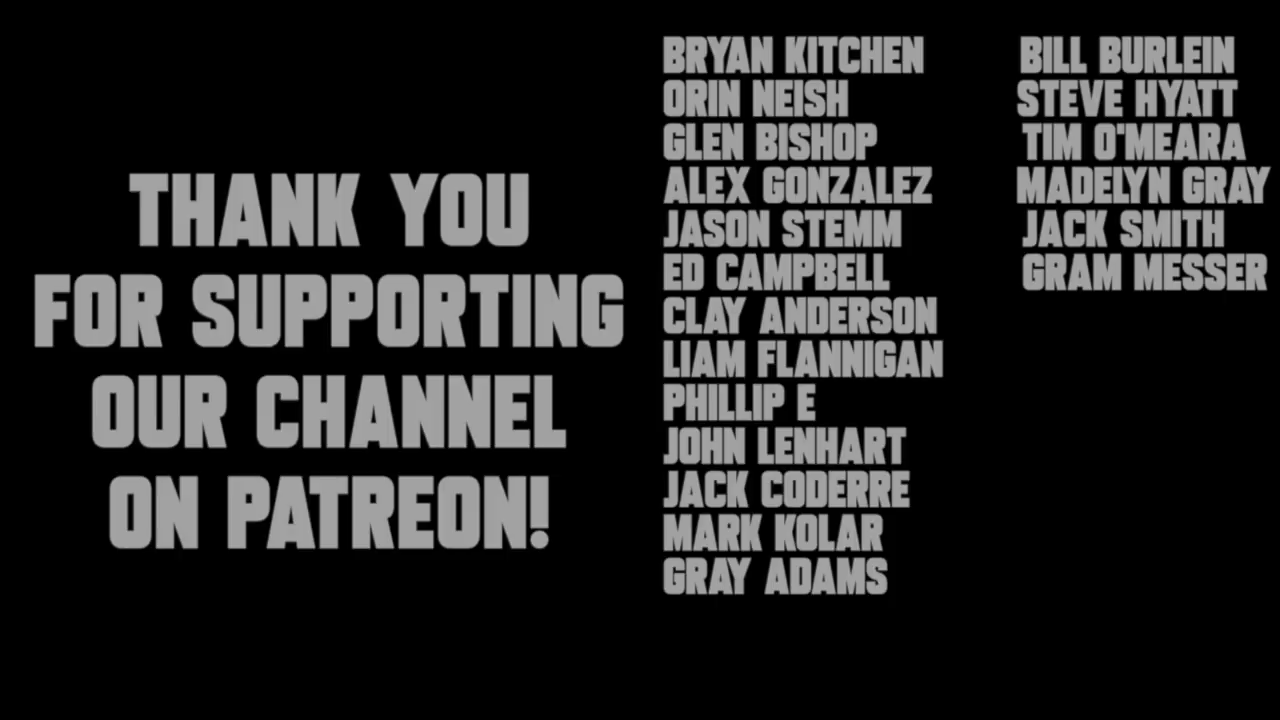 THANK YOU
FOR SUPPORTING
OUR CHANNEL
ON PATREON!
BRYAN KITCHEN
ORIN NEISH
GLEN BISHOP
ALEX GONZALEZ
JASON STEMM
ED CAMPBELL
CLAY ANDERSON
LIAM FLANNIGAN
PHILLIP E
JOHN LENHART
JACK CODERRE
MARK KOLAR
GRAY ADAMS
BILL BURLEIN
STEVE HYATT
TIM O'MEARA
MADELYN GRAY
JACK SMITH
GRAM MESSER